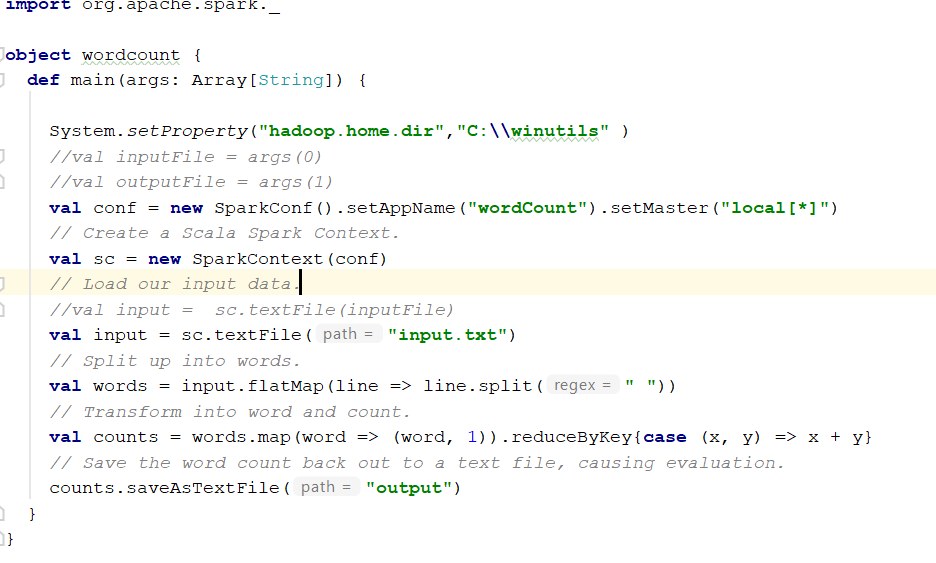 import org.apache.spark._
object wordcount {
def main(args: Array[String]) {
System.setProperty("hadoop.home.dir","C:\\winutils" )
//val inputFile = args(0)
//val outputFile = args(1)
val conf = new SparkConf().setAppName("wordCount").setMaster("local[*]")
// Create a Scala Spark Context.
val sc = new SparkContext(conf)
// Load our input data.
//val input =  sc.textFile(inputFile)
val input = sc.textFile( path = "input.txt")
// Split up into words.
val words = input.flatMap(line => line.split( regex = " "))
// Transform into word and count.
val counts = words.map(word => (word, 1)).reduceByKey{case (x, y) => x + y}
// Save the word count back out to a text file, causing evaluation.
counts.saveAsTextFile( path = "output")
}
}